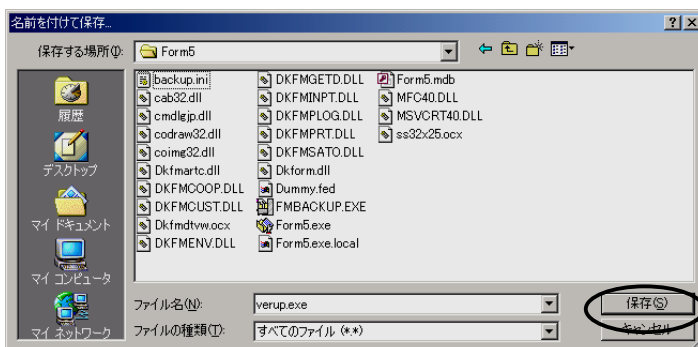 名前を付けて保存...
保存する場所(I):
Form5
履歴
デスクトップ
マイ ドキュメント
マイ コンピュータ
マイ ネットワーク
backup.ini
cab32.dll
cmdlgjp.dll
codraw32.dll
coimg32.dll
Dkfmartc.dll
DKFMCOOP.DLL
DKFMCUST.DLL
Dkfmdtvw.ocx
DKFMENV.DLL
DKFMGETD.DLL
DKFMINPT.DLL
DKFMPLOG.DLL
DKFMPRT.DLL
DKFMSATO.DLL
Dkform.dll
Dummy.fed
FMBACKUP.EXE
Form5.exe
Form5.exe.local
Form5.mdb
MFC40.DLL
MSVCRT40.DLL
ss32x25.ocx
ファイル名(N):
verup.exe
保存(S)
ファイルの種類(T):
すべてのファイル (*.*)
キャンセル